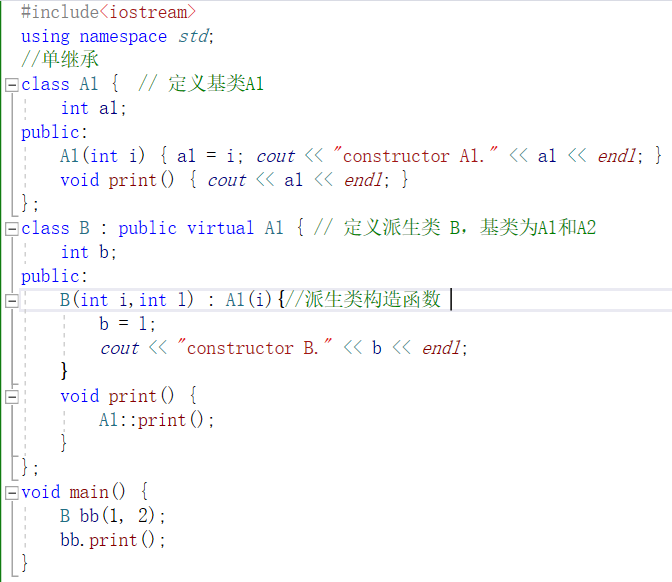 #include<iostream>
using namespace std;
//单继承
class A1 {  // 定义基类A1
    int a1;
public:
    A1(int i) { a1 = i; cout << "constructor A1." << a1 << endl; }
    void print() { cout << a1 << endl; }
};
class B : public virtual A1 { // 定义派生类 B，基类为A1和A2
    int b;
public:
    B(int i,int l) : A1(i){//派生类构造函数
        b = l;
        cout << "constructor B." << b << endl;
    }
    void print() {
        A1::print();
    }
};
void main() {
    B bb(1, 2);
    bb.print();
}